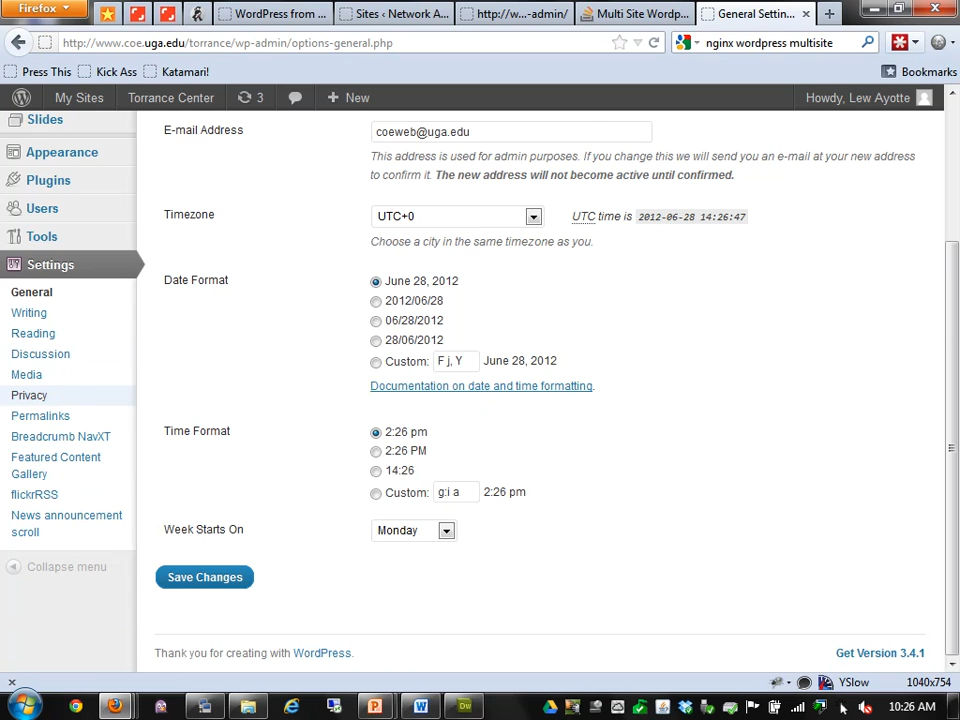 Firefox
WordPress from ...
Sites ‹ Network A...
http://w...-admin/
Multi Site Wordp...
General Settin...
http://www.coe.uga.edu/torrance/wp-admin/options-general.php
nginx wordpress multisite
Press This
Kick Ass
Katamari!
Bookmarks
My Sites
Torrance Center
3
New
Howdy, Lew Ayotte
Slides
Appearance
Plugins
Users
Tools
Settings
General
Writing
Reading
Discussion
Media
Privacy
Permalinks
Breadcrumb NavXT
Featured Content
Gallery
flickrRSS
News announcement
scroll
Collapse menu
E-mail Address
coeweb@uga.edu
This address is used for admin purposes. If you change this we will send you an e-mail at your new address
to confirm it. The new address will not become active until confirmed.
Timezone
UTC+0
UTC time is 2012-06-28 14:26:47
Choose a city in the same timezone as you.
Date Format
June 28, 2012
2012/06/28
06/28/2012
28/06/2012
Custom: F j, Y June 28, 2012
Documentation on date and time formatting.
Time Format
2:26 pm
2:26 PM
14:26
Custom: g:i a 2:26 pm
Week Starts On
Monday
Save Changes
Thank you for creating with WordPress.
Get Version 3.4.1
YSlow
1040x754
10:26 AM